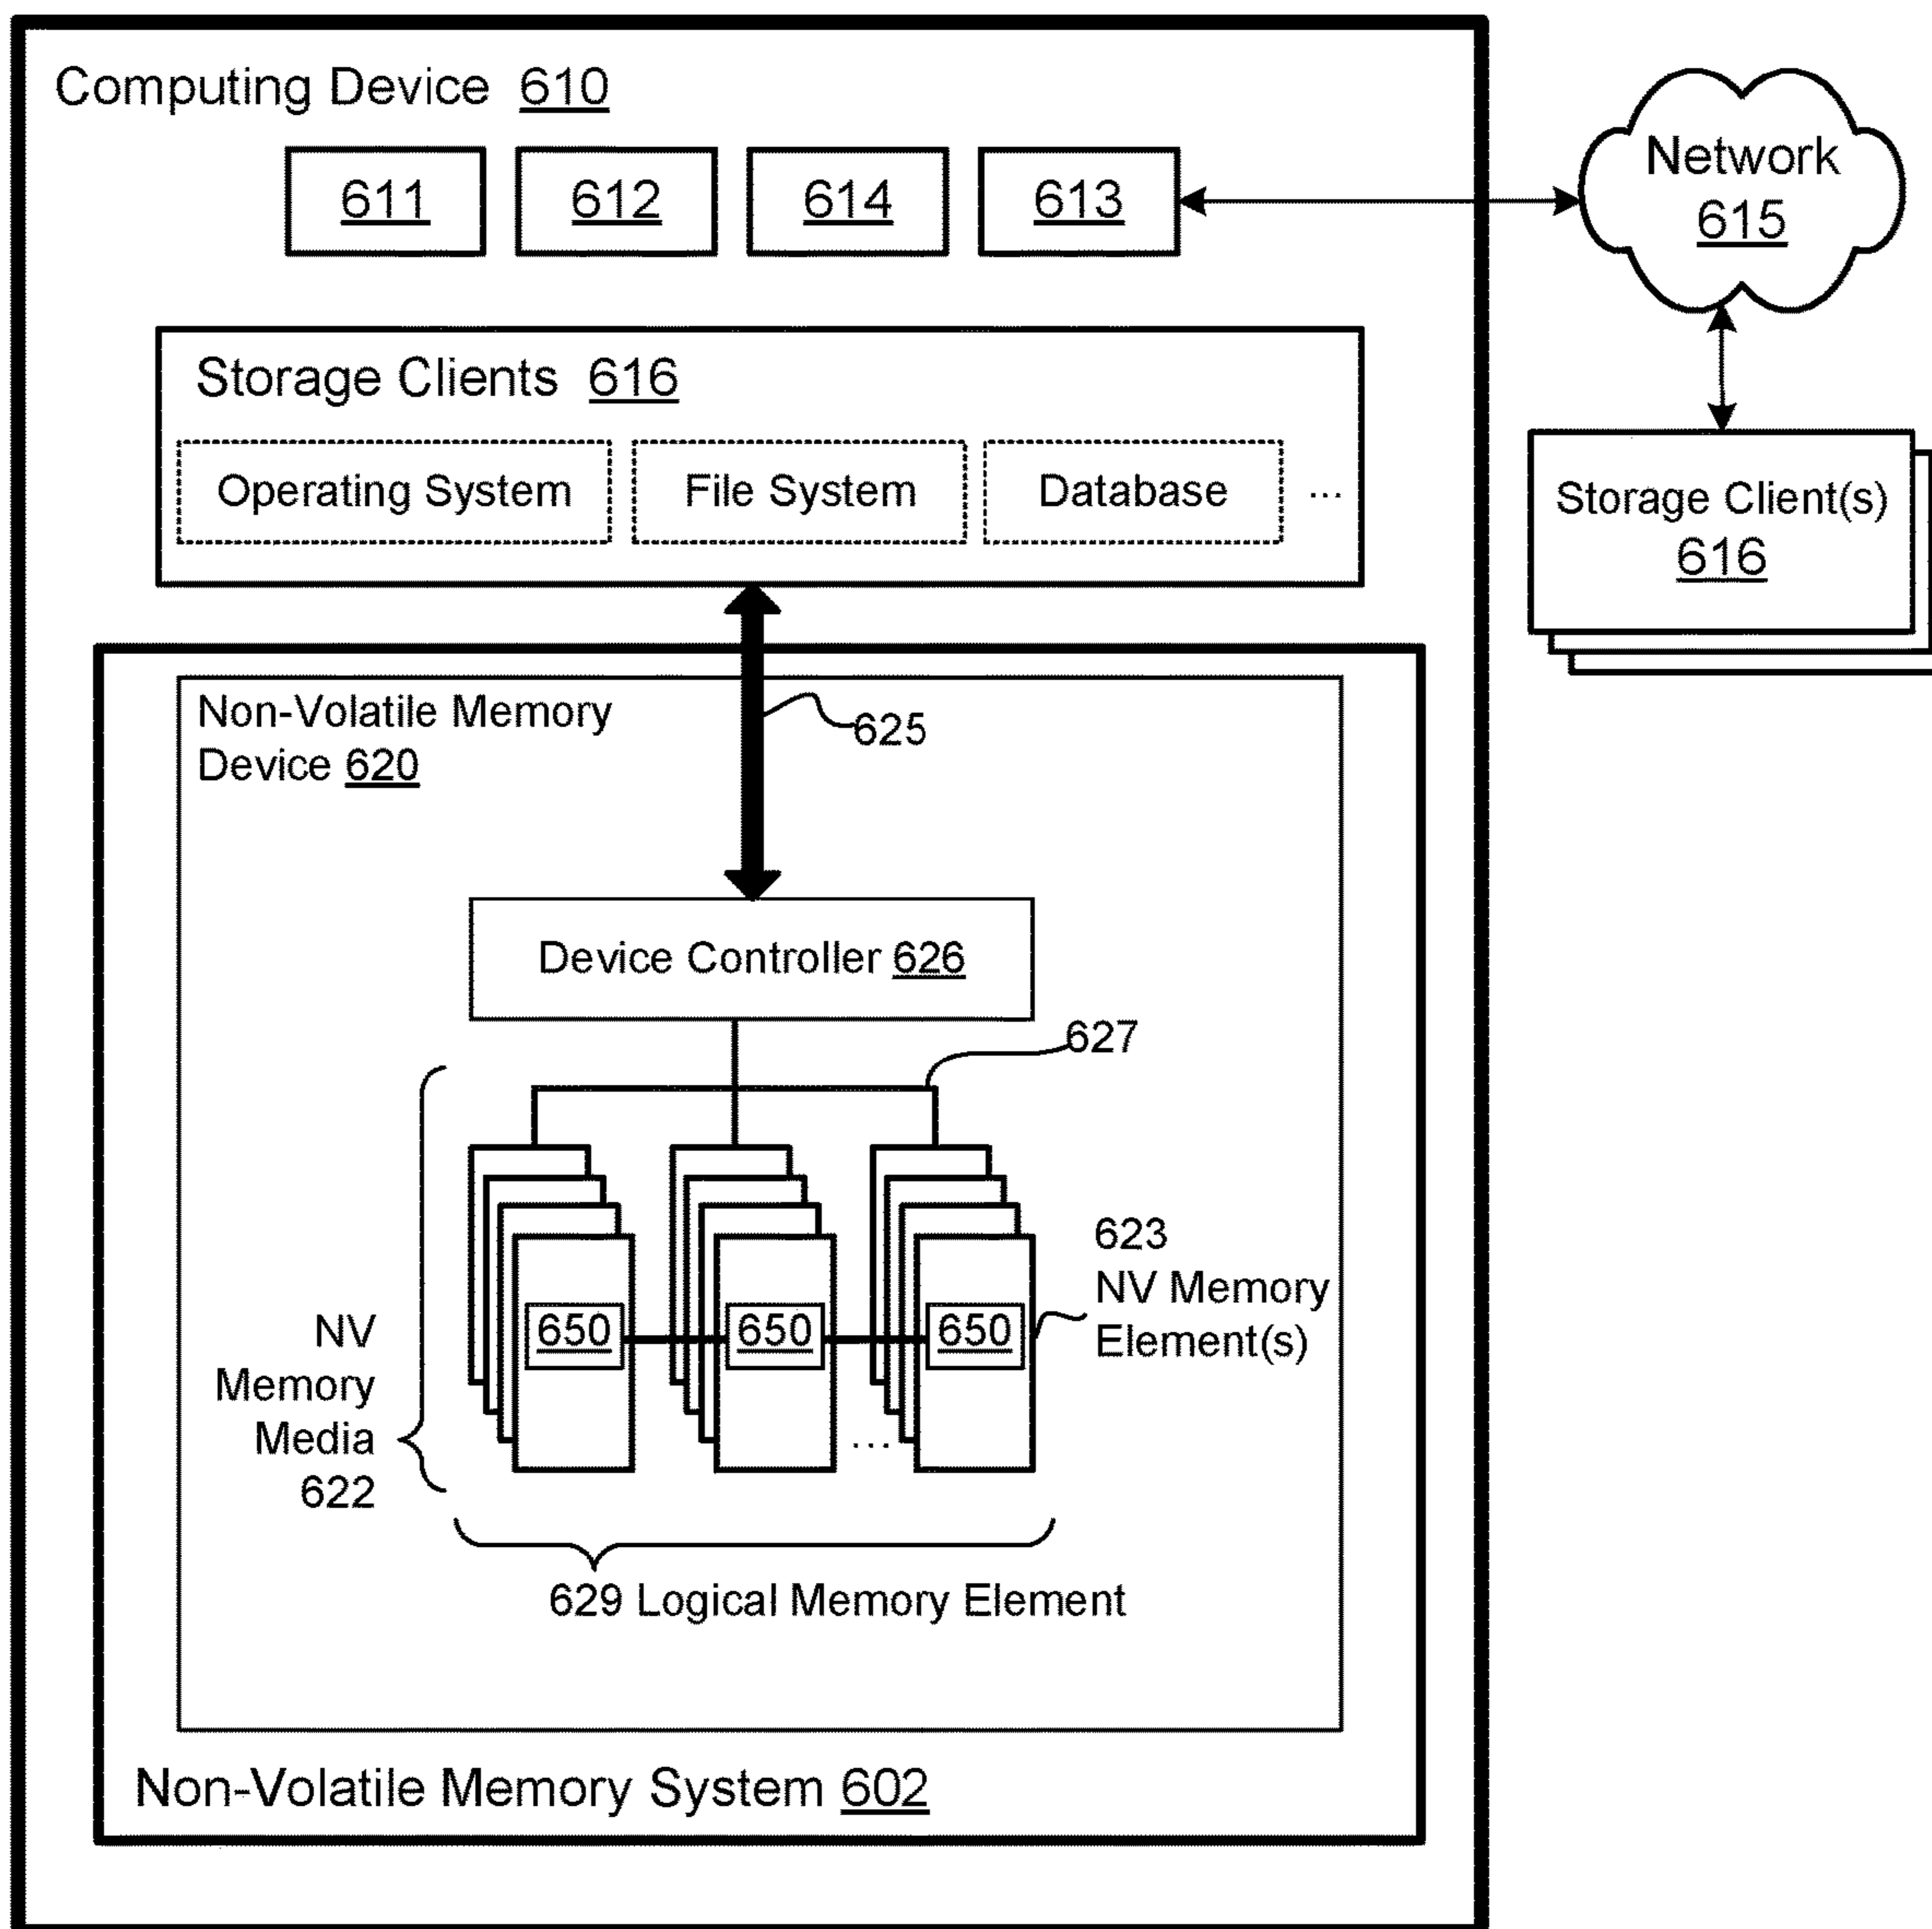 Computing Device 610
611
612
614
613
Network
615
Storage Clients 616
Operating System
File System
Database
...
Storage Client(s)
616
Non-Volatile Memory
Device 620
625
Device Controller 626
627
623
NV Memory
Element(s)
650
650
650
NV
Memory
Media
622
...
629 Logical Memory Element
Non-Volatile Memory System 602